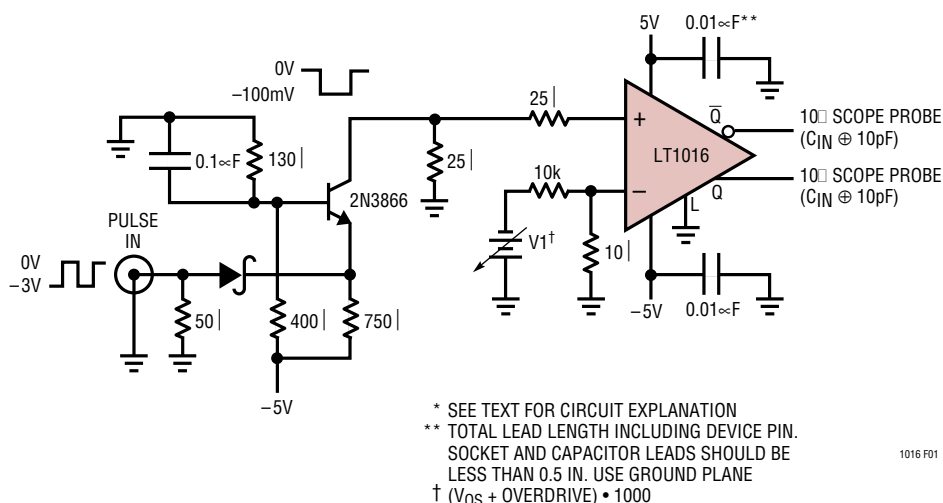 5V
0.01∝F**
0V
–100mV
25|
+
Q̅
10□ SCOPE PROBE
(CIN ⊕ 10pF)
LT1016
0.1∝F
130|
25|
2N3866
10k
–
Q
10□ SCOPE PROBE
(CIN ⊕ 10pF)
L
PULSE
IN
V1†
10|
0V
–3V
50|
400|
750|
–5V
0.01∝F
–5V
* SEE TEXT FOR CIRCUIT EXPLANATION
** TOTAL LEAD LENGTH INCLUDING DEVICE PIN.
SOCKET AND CAPACITOR LEADS SHOULD BE
LESS THAN 0.5 IN. USE GROUND PLANE
† (VOS + OVERDRIVE) • 1000
1016 F01